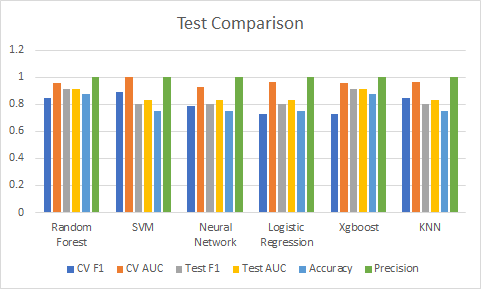 Test Comparison
1.2
1
0.8
0.6
0.4
0.2
0
Random Forest
SVM
Neural Network
Logistic Regression
Xgboost
KNN
CV F1 CV AUC Test F1 Test AUC Accuracy Precision